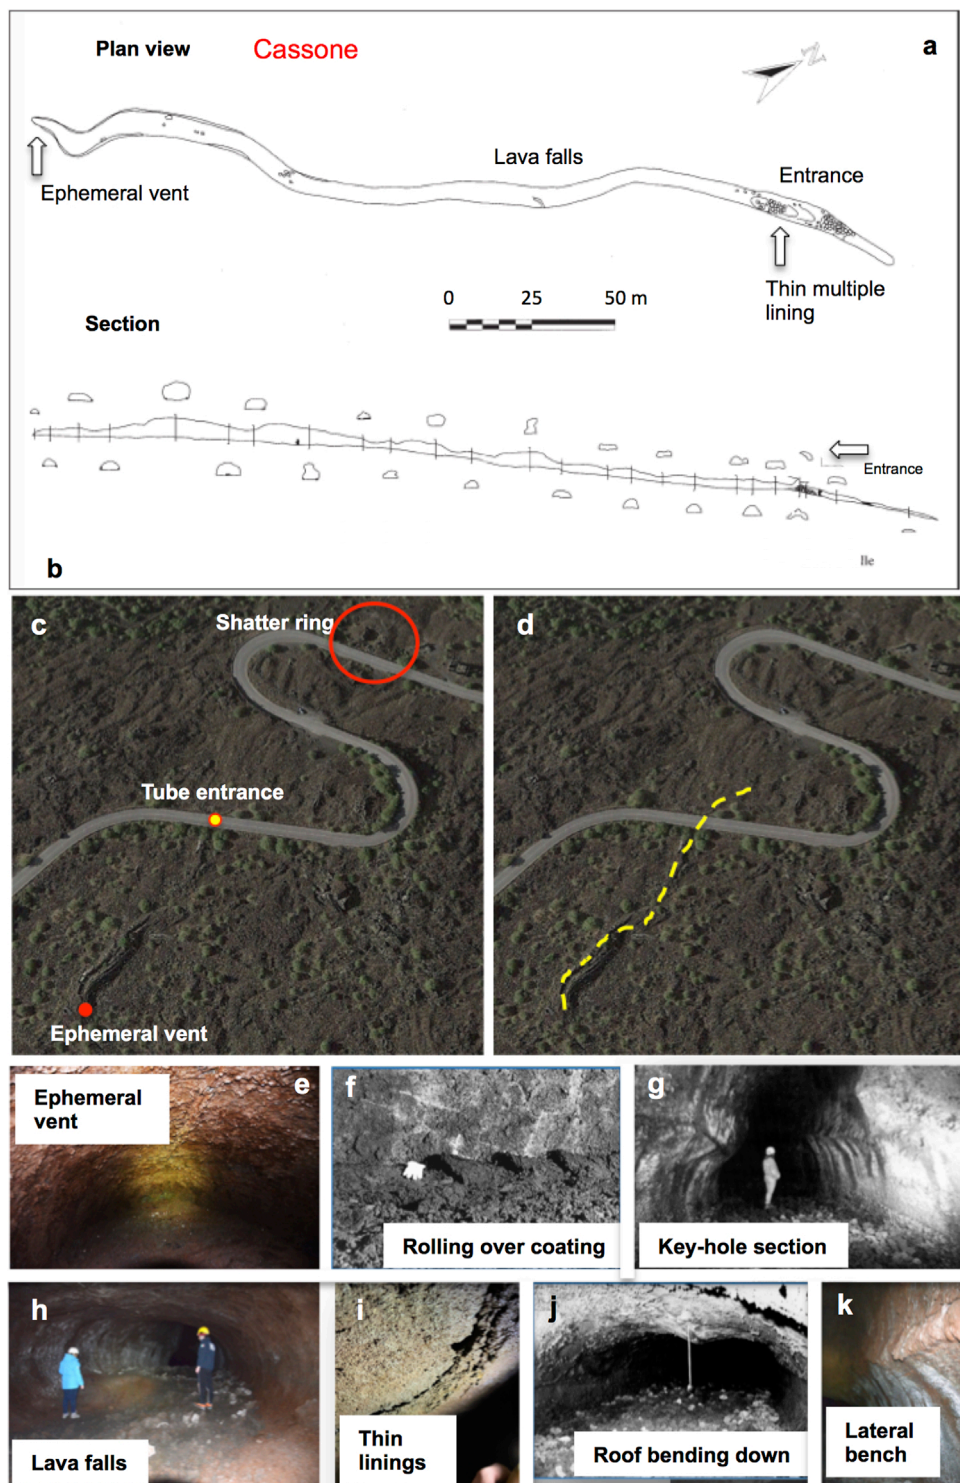 Plan view
Cassone
N
a
Lava falls
Entrance
Ephemeral vent
Thin multiple
lining
0 25 50 m
Section
Entrance
b
c
Shatter ring
d
Tube entrance
Ephemeral vent
Ephemeral
vent
e
f
Rolling over coating
g
Key-hole section
h
Lava falls
i
Thin
linings
j
Roof bending down
k
Lateral
bench